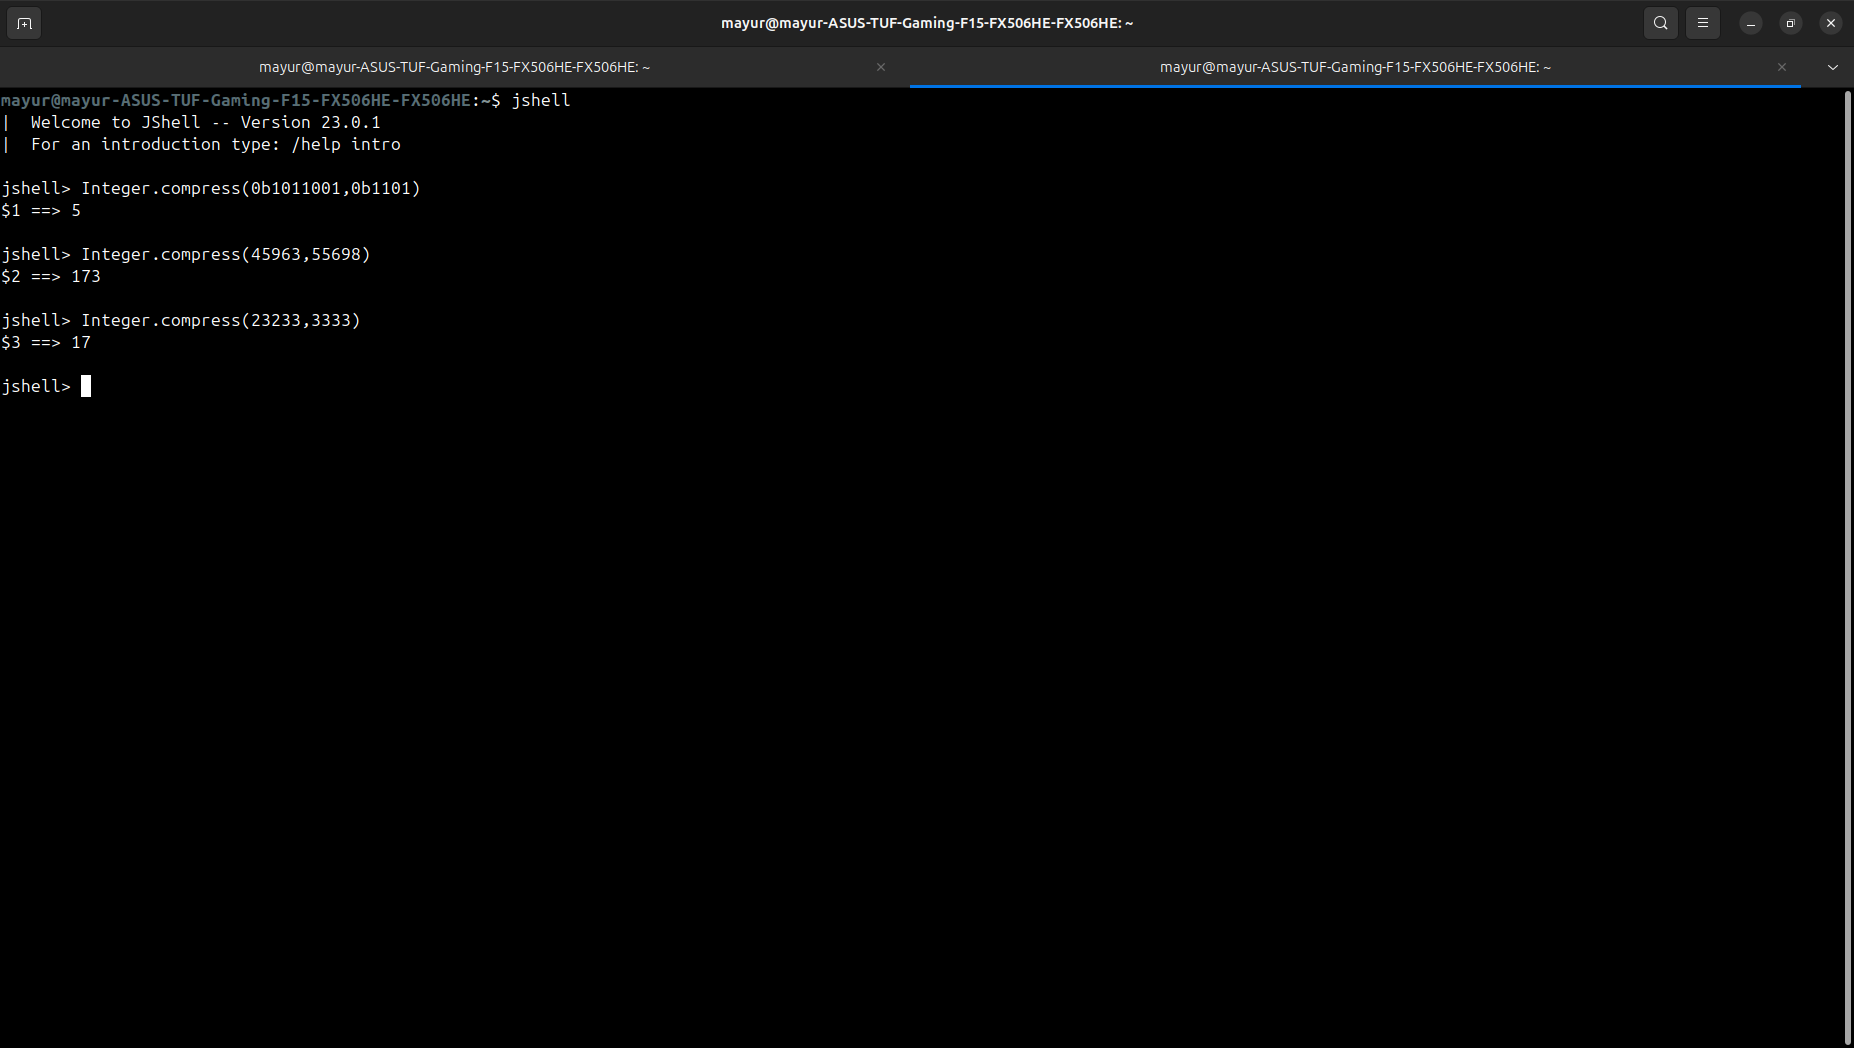 mayur@mayur-ASUS-TUF-Gaming-F15-FX506HE-FX506HE: ~
mayur@mayur-ASUS-TUF-Gaming-F15-FX506HE-FX506HE: ~
mayur@mayur-ASUS-TUF-Gaming-F15-FX506HE-FX506HE: ~
mayur@mayur-ASUS-TUF-Gaming-F15-FX506HE-FX506HE:~$ jshell
|  Welcome to JShell -- Version 23.0.1
|  For an introduction type: /help intro
jshell> Integer.compress(0b1011001,0b1101)
$1 ==> 5
jshell> Integer.compress(45963,55698)
$2 ==> 173
jshell> Integer.compress(23233,3333)
$3 ==> 17
jshell>